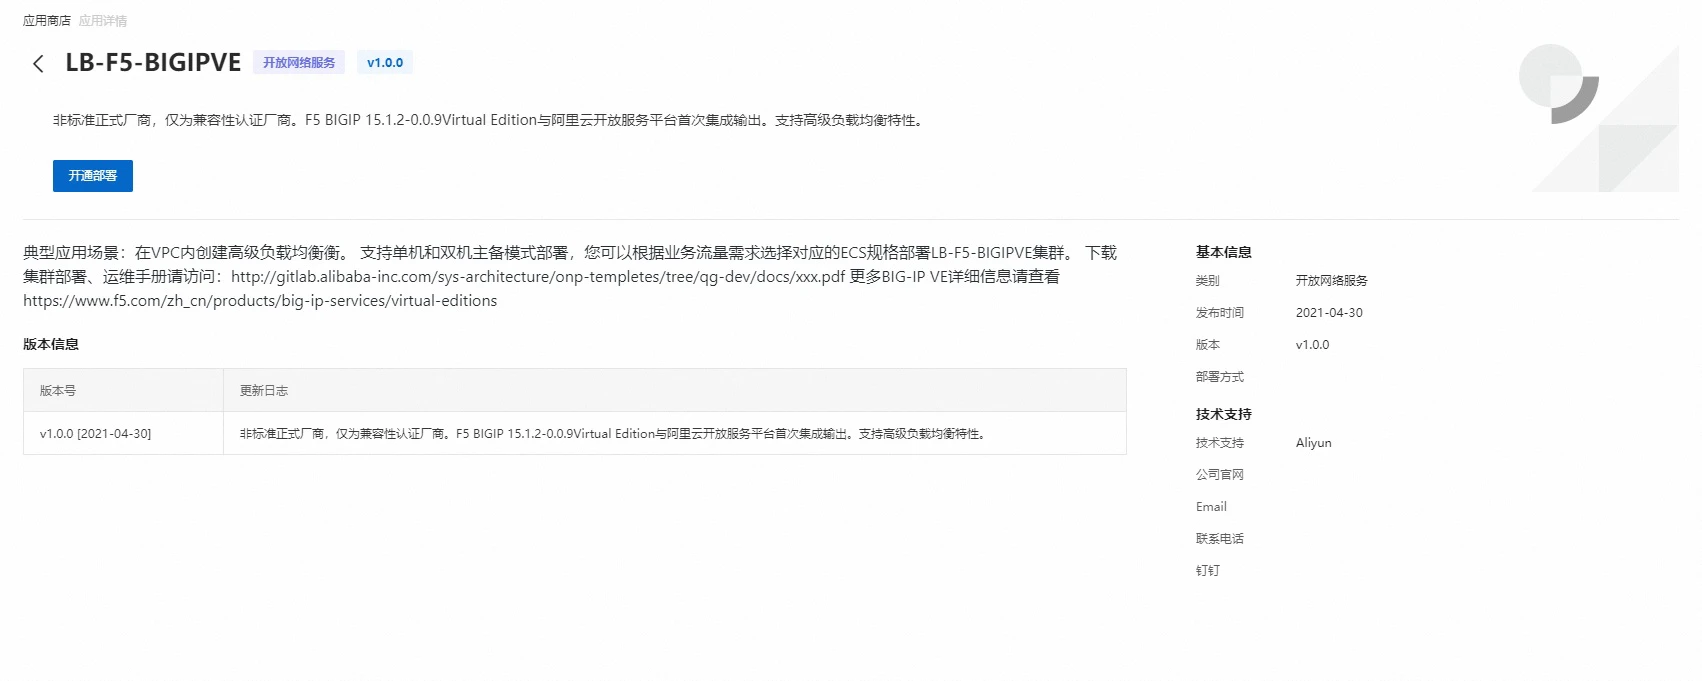 应用商店 应用详情
LB-F5-BIGIPVE 开放网络服务 v1.0.0
非标准正式厂商，仅为兼容性认证厂商。F5 BIGIP 15.1.2-0.0.9Virtual Edition与阿里云开放服务平台首次集成输出。支持高级负载均衡特性。
开通部署
典型应用场景：在VPC内创建高级负载均衡衡。 支持单机和双机主备模式部署，您可以根据业务流量需求选择对应的ECS规格部署LB-F5-BIGIPVE集群。 下载
集群部署、运维手册请访问：http://gitlab.alibaba-inc.com/sys-architecture/onp-templetes/tree/qg-dev/docs/xxx.pdf 更多BIG-IP VE详细信息请查看
https://www.f5.com/zh_cn/products/big-ip-services/virtual-editions
版本信息
版本号 更新日志
v1.0.0 [2021-04-30] 非标准正式厂商，仅为兼容性认证厂商。F5 BIGIP 15.1.2-0.0.9Virtual Edition与阿里云开放服务平台首次集成输出。支持高级负载均衡特性。
基本信息
类别 开放网络服务
发布时间 2021-04-30
版本 v1.0.0
部署方式
技术支持
技术支持 Aliyun
公司官网
Email
联系电话
钉钉